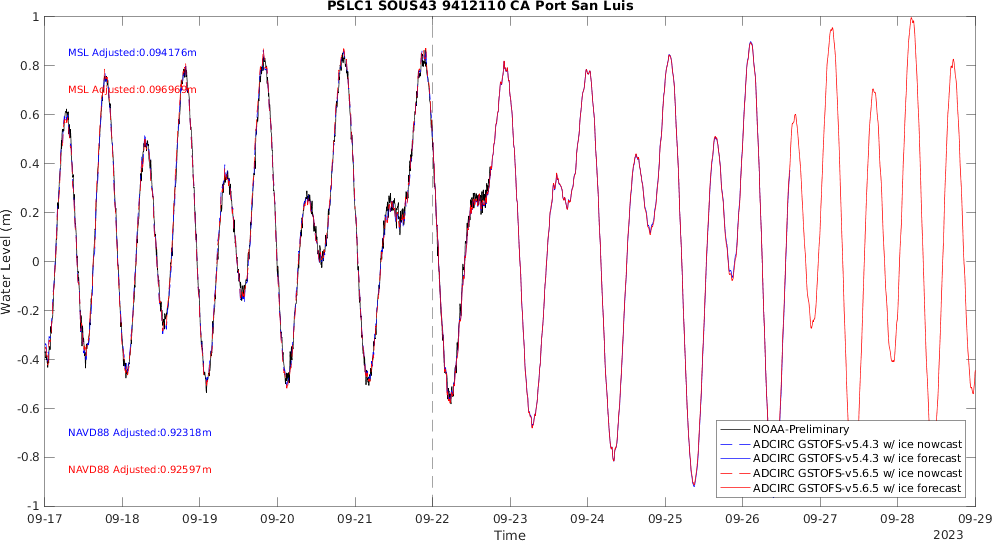 PSLC1 SOUS43 9412110 CA Port San Luis
1
0.8
0.6
0.4
0.2
0
-0.2
-0.4
-0.6
-0.8
-1
Water Level (m)
MSL Adjusted:0.094176m
MSL Adjusted:0.096969m
NAVD88 Adjusted:0.92318m
NAVD88 Adjusted:0.92597m
NOAA-Preliminary
ADCIRC GSTOFS-v5.4.3 w/ ice nowcast
ADCIRC GSTOFS-v5.4.3 w/ ice forecast
ADCIRC GSTOFS-v5.6.5 w/ ice nowcast
ADCIRC GSTOFS-v5.6.5 w/ ice forecast
09-17 09-18 09-19 09-20 09-21 09-22 09-23 09-24 09-25 09-26 09-27 09-28 09-29
Time
2023